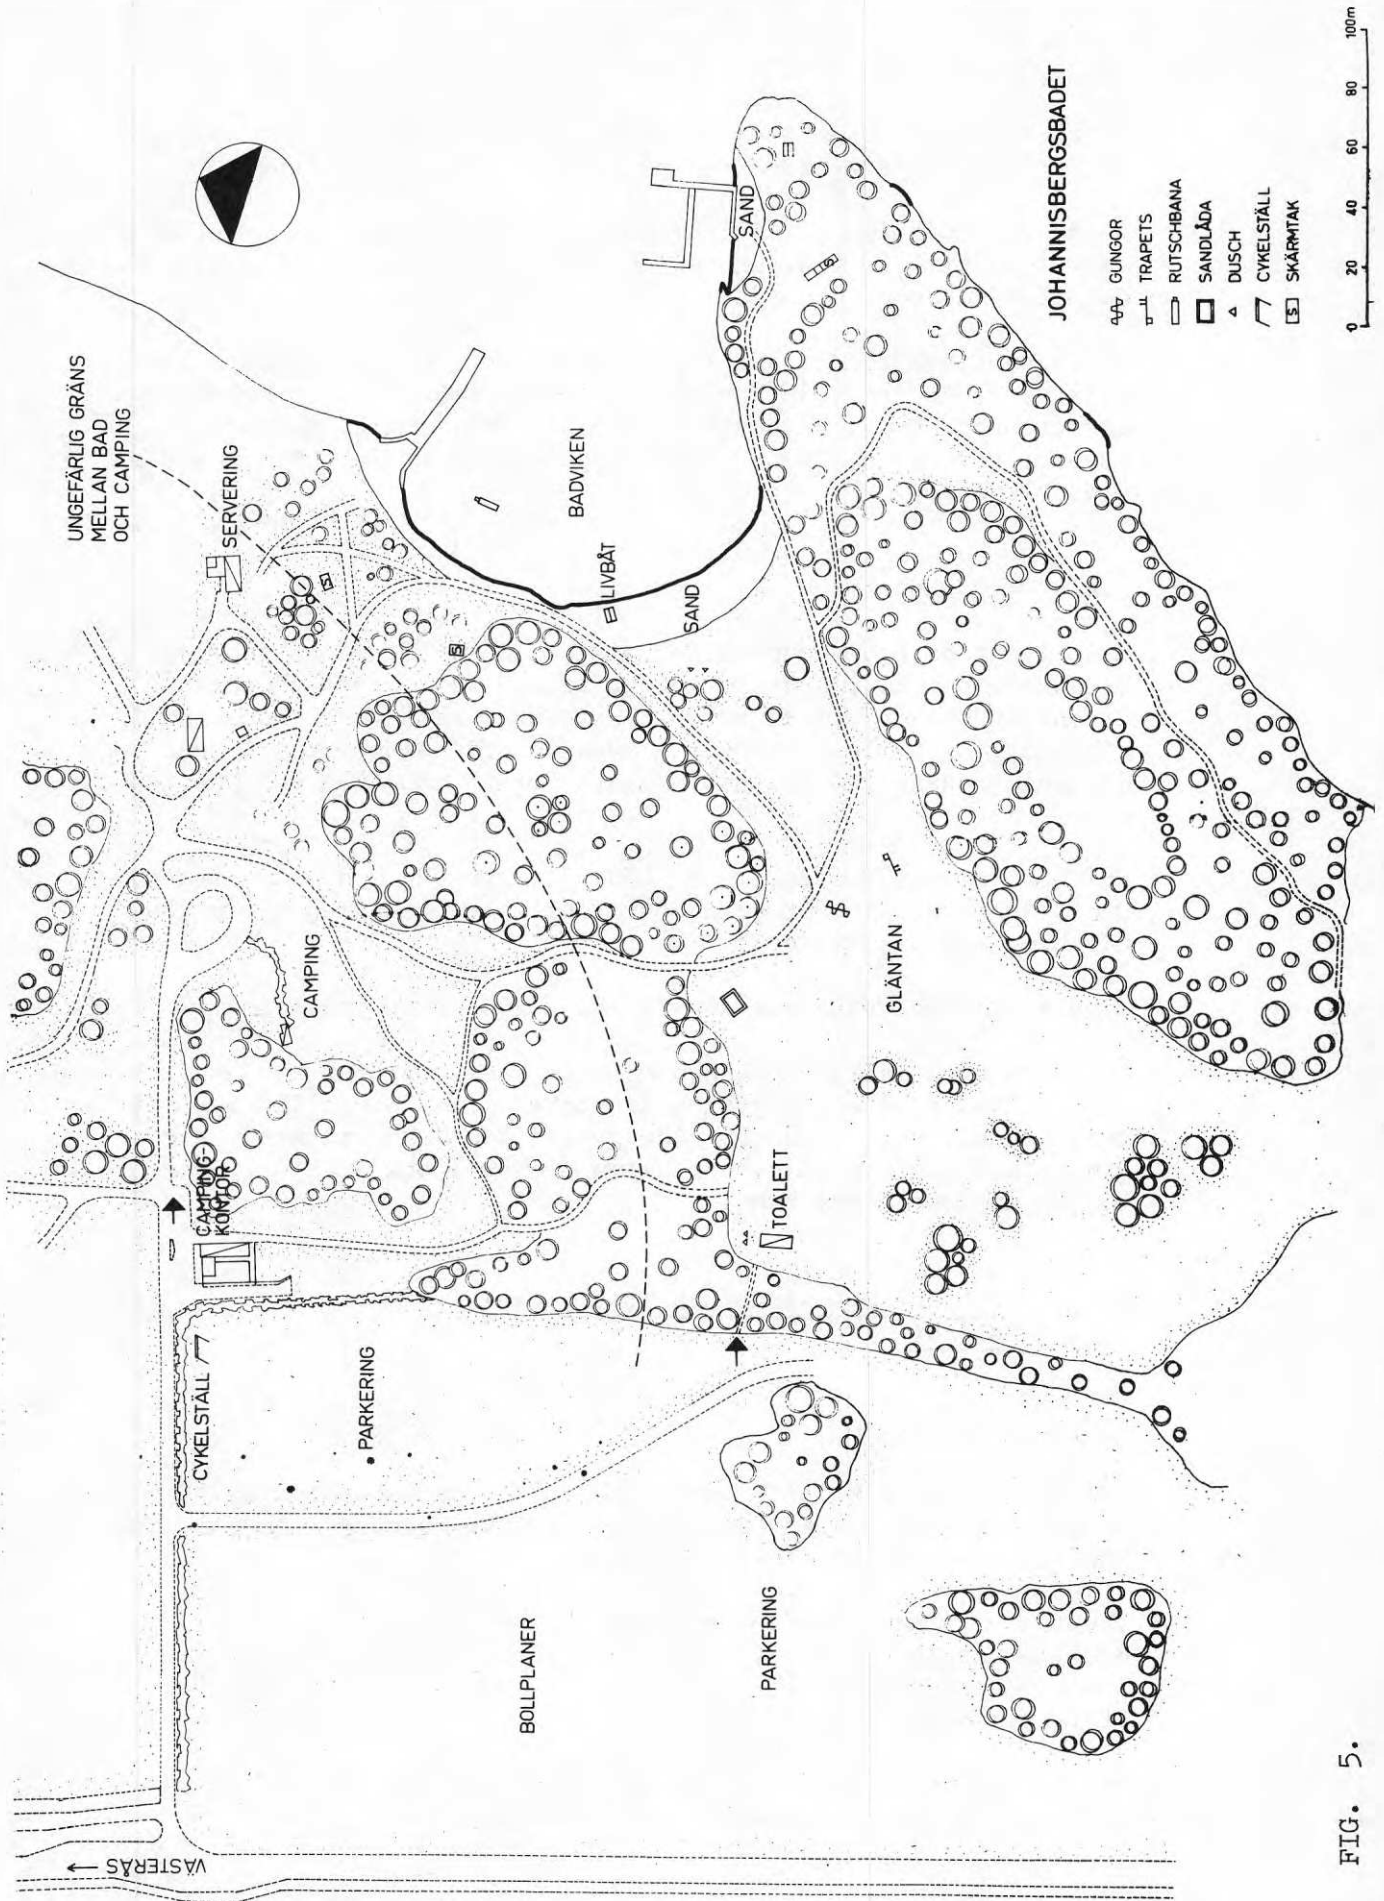 UNGEFÄRLIG GRÄNS
MELLAN BAD
OCH CAMPING
SERVERING
BADVIKEN
LIVBÅT
SAND
SAND
CAMPING
CAMPING-
KONTOR
CYKELSTÄLL
PARKERING
GLÄNTAN
TOALETT
BOLLPLANER
PARKERING
← VÄSTERÅS
S
S
S
JOHANNISBERGSBADET
GUNGOR
TRAPETS
RUTSCHBANA
SANDLÅDA
DUSCH
CYKELSTÄLL
S SKÄRMTAK
0 20 40 60 80 100m
FIG. 5.